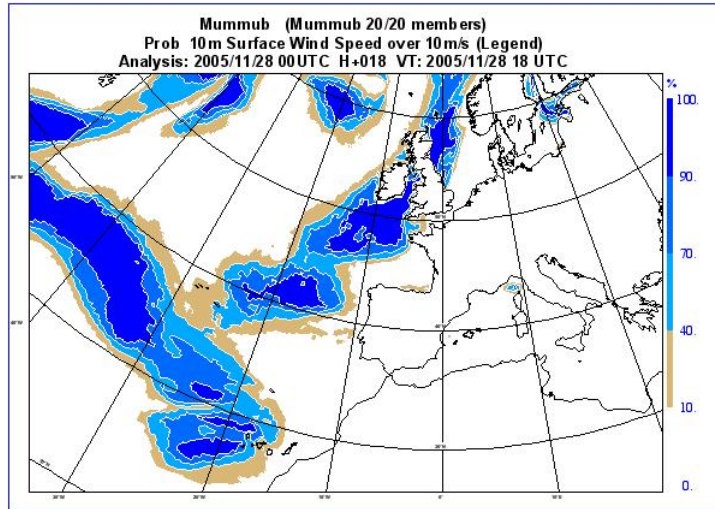 Mummub (Mummub 20/20 members)
Prob 10m Surface Wind Speed over 10m/s (Legend)
Analysis: 2005/11/28 00UTC H+018 VT: 2005/11/28 18 UTC
%
100.
90.
70.
40.
10.
0.